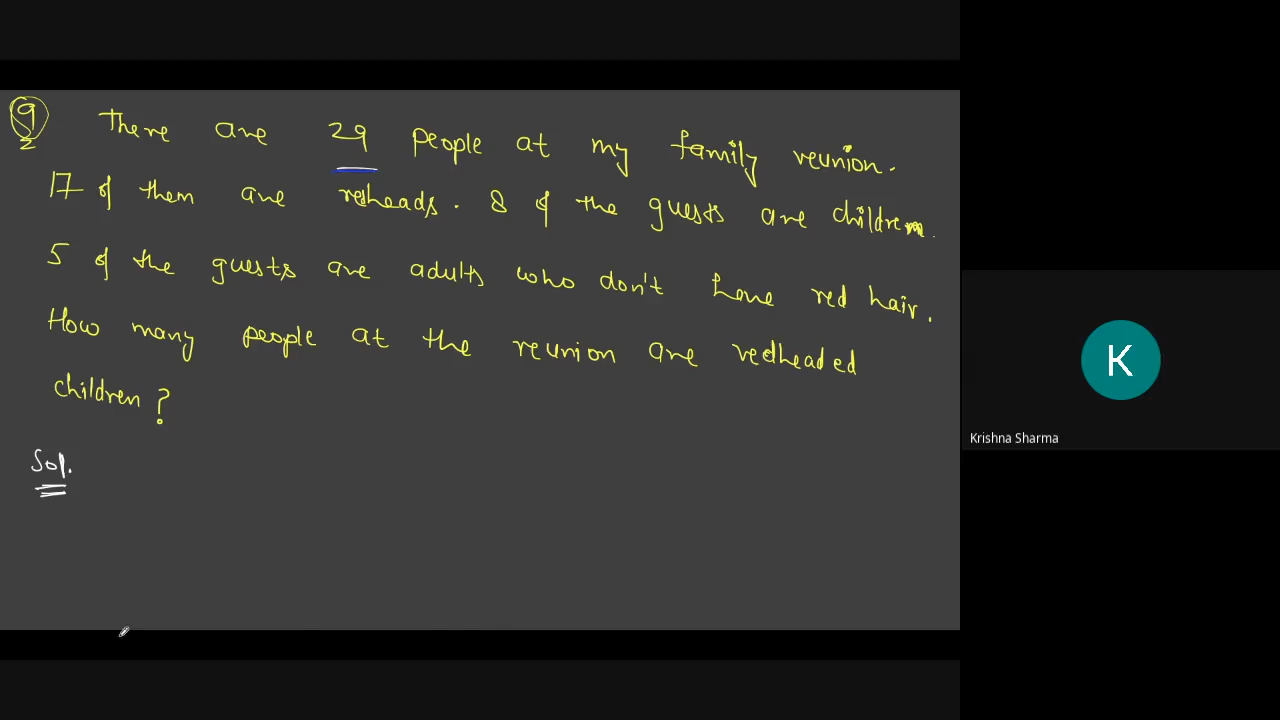 9 There are 29 people at my family reunion.
17 of them are redheads. 8 of the guests are children.
5 of the guests are adults who don't have red hair.
How many people at the reunion are redheaded
children?
Sol.
K
Krishna Sharma